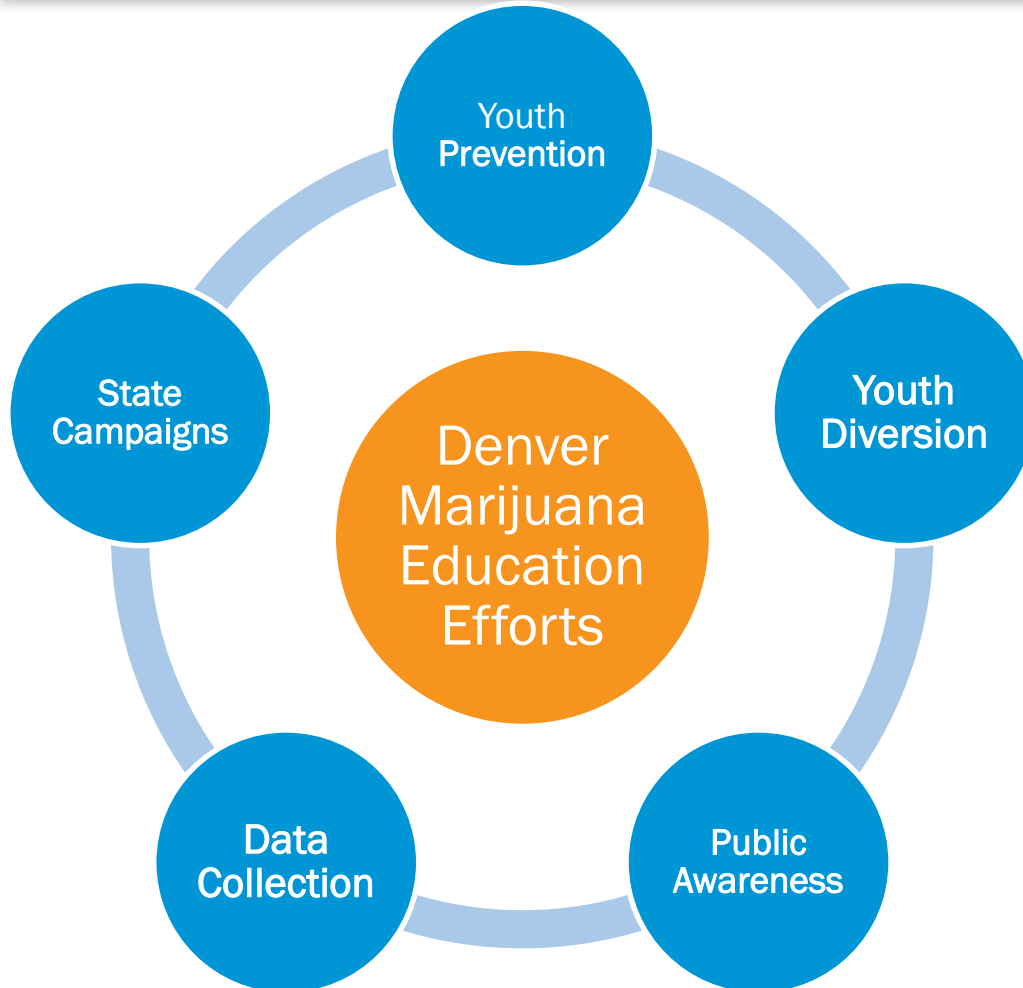 Youth
Prevention
Youth
Diversion
Public
Awareness
Data
Collection
State
Campaigns
Denver
Marijuana
Education
Efforts